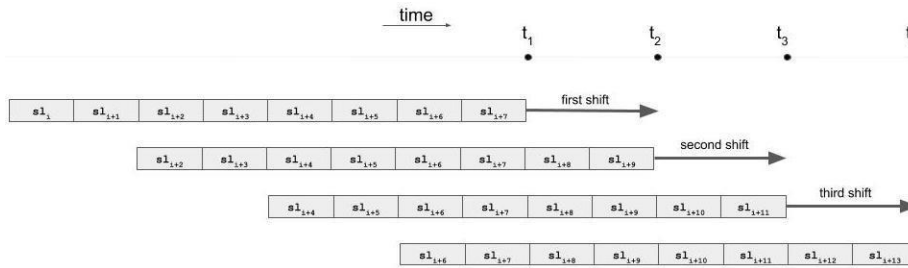 time
t1 t2 t3 t
sli sli+1 sli+2 sli+3 sli+4 sli+5 sli+6 sli+7 first shift
sli+2 sli+3 sli+4 sli+5 sli+6 sli+7 sli+8 sli+9 second shift
sli+4 sli+5 sli+6 sli+7 sli+8 sli+9 sli+10 sli+11 third shift
sli+6 sli+7 sli+8 sli+9 sli+10 sli+11 sli+12 sli+13